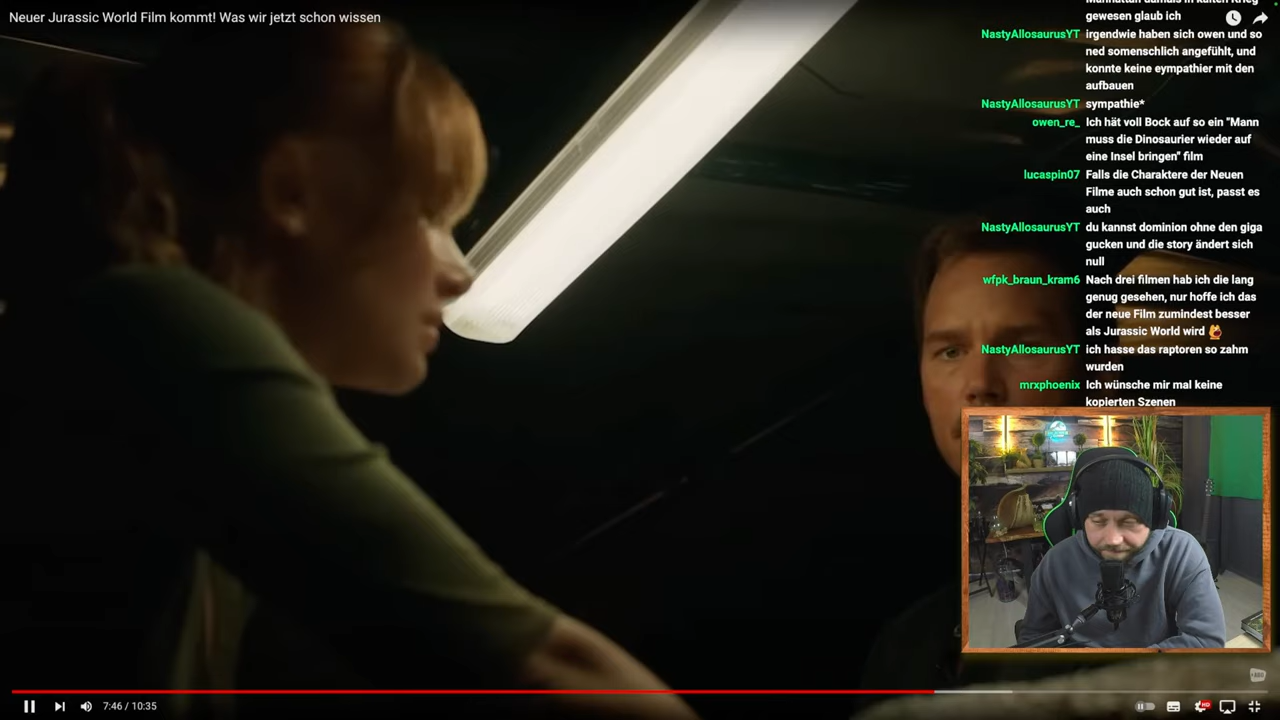 Neuer Jurassic World Film kommt! Was wir jetzt schon wissen
gewesen glaub ich
NastyAllosaurusYT irgendwie haben sich owen und so
ned somenschlich angefühlt, und
konnte keine eympathier mit den
aufbauen
NastyAllosaurusYT sympathie*
owen_re_ Ich hät voll Bock auf so ein "Mann
muss die Dinosaurier wieder auf
eine Insel bringen" film
lucaspin07 Falls die Charaktere der Neuen
Filme auch schon gut ist, passt es
auch
NastyAllosaurusYT du kannst dominion ohne den giga
gucken und die story ändert sich
null
wfpk_braun_kram6 Nach drei filmen hab ich die lang
genug gesehen, nur hoffe ich das
der neue Film zumindest besser
als Jurassic World wird
NastyAllosaurusYT ich hasse das raptoren so zahm
wurden
mrxphoenix Ich wünsche mir mal keine
kopierten Szenen
7:46 / 10:35
HD